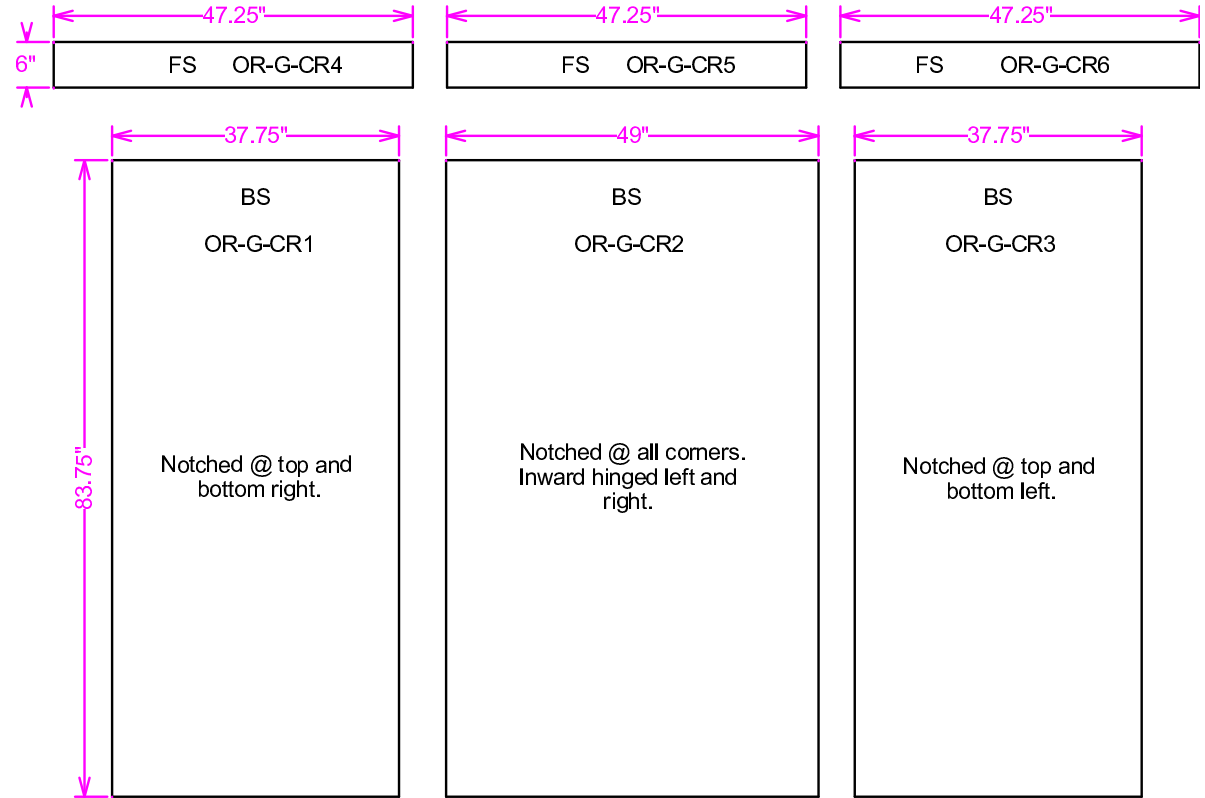 47.25" 47.25" 47.25"
6" FS OR-G-CR4 FS OR-G-CR5 FS OR-G-CR6
37.75" 49" 37.75"
BS BS BS
OR-G-CR1 OR-G-CR2 OR-G-CR3
83.75"
Notched @ top and
bottom right.
Notched @ all corners.
Inward hinged left and
right.
Notched @ top and
bottom left.